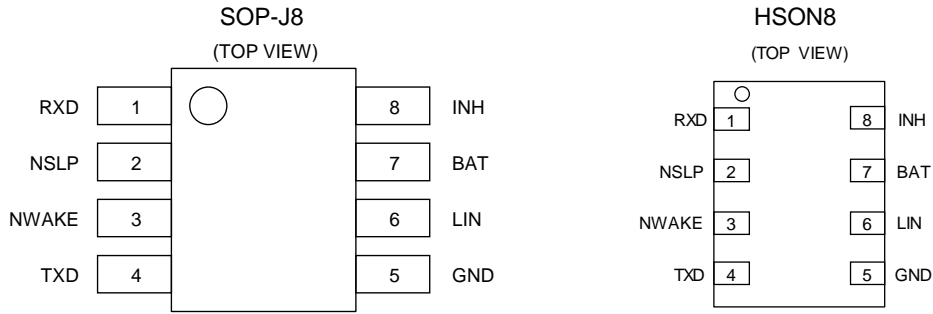 SOP-J8
(TOP VIEW)
RXD 1 8 INH
NSLP 2 7 BAT
NWAKE 3 6 LIN
TXD 4 5 GND
HSON8
(TOP VIEW)
RXD 1 8 INH
NSLP 2 7 BAT
NWAKE 3 6 LIN
TXD 4 5 GND